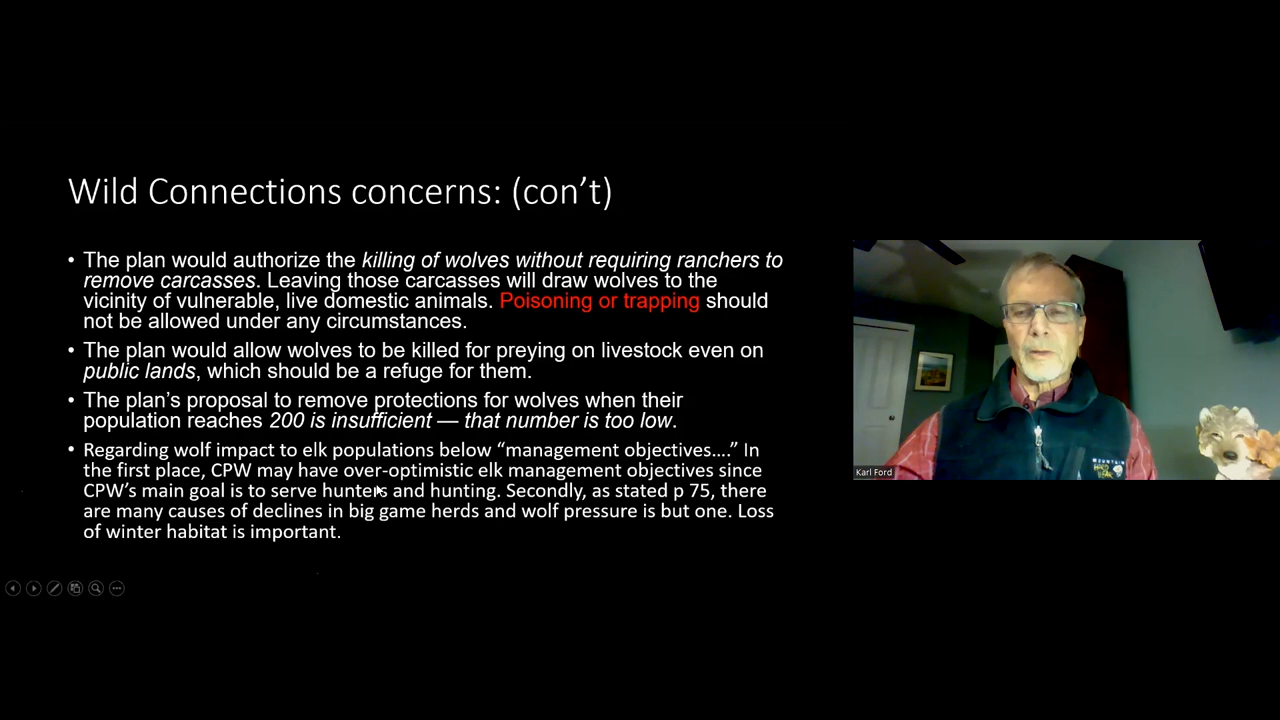 Wild Connections concerns: (con’t)
• The plan would authorize the killing of wolves without requiring ranchers to
remove carcasses. Leaving those carcasses will draw wolves to the
vicinity of vulnerable, live domestic animals. Poisoning or trapping should
not be allowed under any circumstances.
• The plan would allow wolves to be killed for preying on livestock even on
public lands, which should be a refuge for them.
• The plan’s proposal to remove protections for wolves when their
population reaches 200 is insufficient — that number is too low.
• Regarding wolf impact to elk populations below “management objectives....” In
the first place, CPW may have over-optimistic elk management objectives since
CPW’s main goal is to serve hunters and hunting. Secondly, as stated p 75, there
are many causes of declines in big game herds and wolf pressure is but one. Loss
of winter habitat is important.
Karl Ford
MOUNTAIN